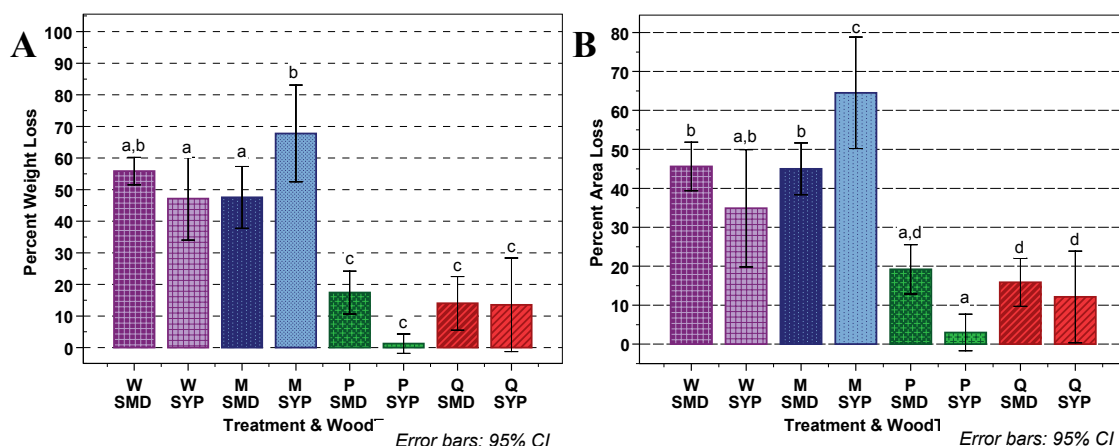 A
Percent Weight Loss
100
90
80
70
60
50
40
30
20
10
0
a,b
a
a
b
c
c
c
c
W W M M P P Q Q
SMD SYP SMD SYP SMD SYP SMD SYP
Treatment & Wood
Error bars: 95% CI
B
Percent Area Loss
80
70
60
50
40
30
20
10
0
b
a,b
b
c
a,d
a
d
d
W W M M P P Q Q
SMD SYP SMD SYP SMD SYP SMD SYP
Treatment & Wood
Error bars: 95% CI